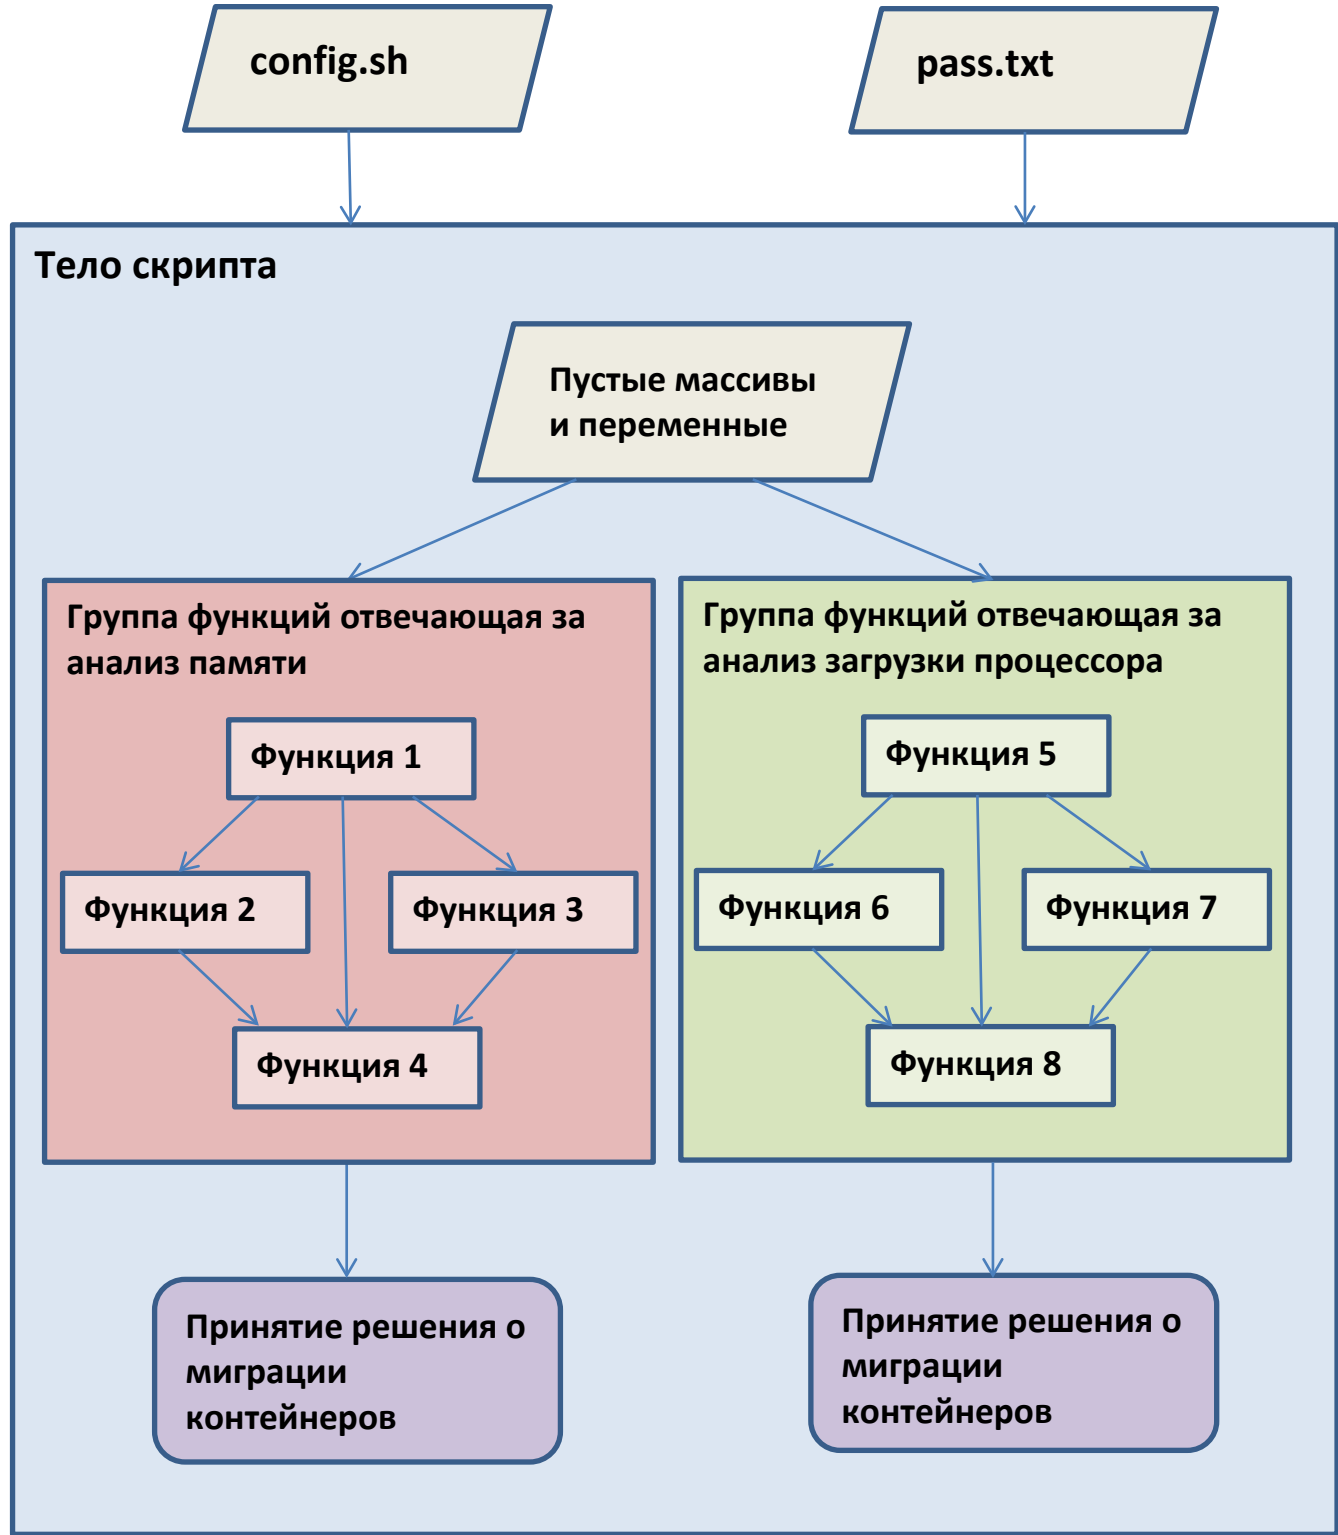 config.sh
pass.txt
Тело скрипта
Пустые массивы
и переменные
Группа функций отвечающая за
анализ памяти
Функция 1
Функция 2
Функция 3
Функция 4
Группа функций отвечающая за
анализ загрузки процессора
Функция 5
Функция 6
Функция 7
Функция 8
Принятие решения о
миграции
контейнеров
Принятие решения о
миграции
контейнеров